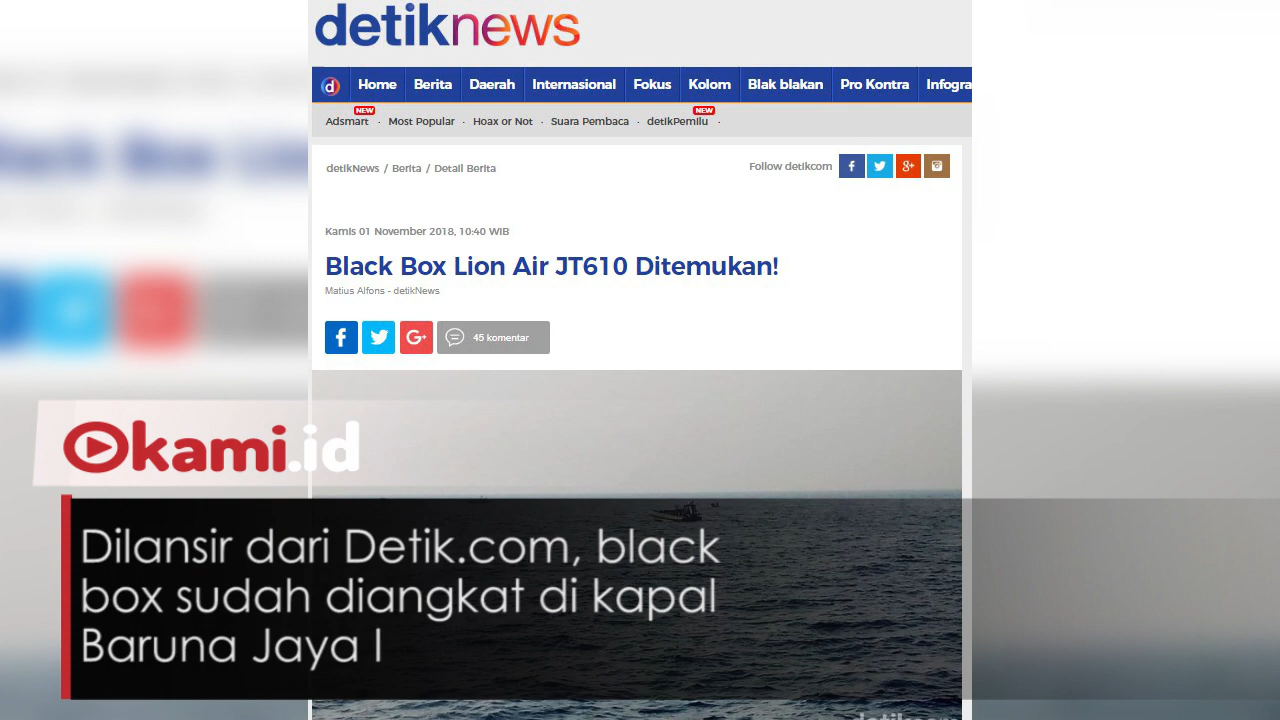 detiknews
Home Berita Daerah Internasional Fokus Kolom Blak blakan Pro Kontra Infogra
NEW NEW
Adsmart · Most Popular · Hoax or Not · Suara Pembaca · detikPemilu ·
detikNews / Berita / Detail Berita
Follow detikcom
Kamis 01 November 2018, 10:40 WIB
Black Box Lion Air JT610 Ditemukan!
Matius Alfons - detikNews
45 komentar
Okami.id
Dilansir dari Detik.com, black
box sudah diangkat di kapal
Baruna Jaya I